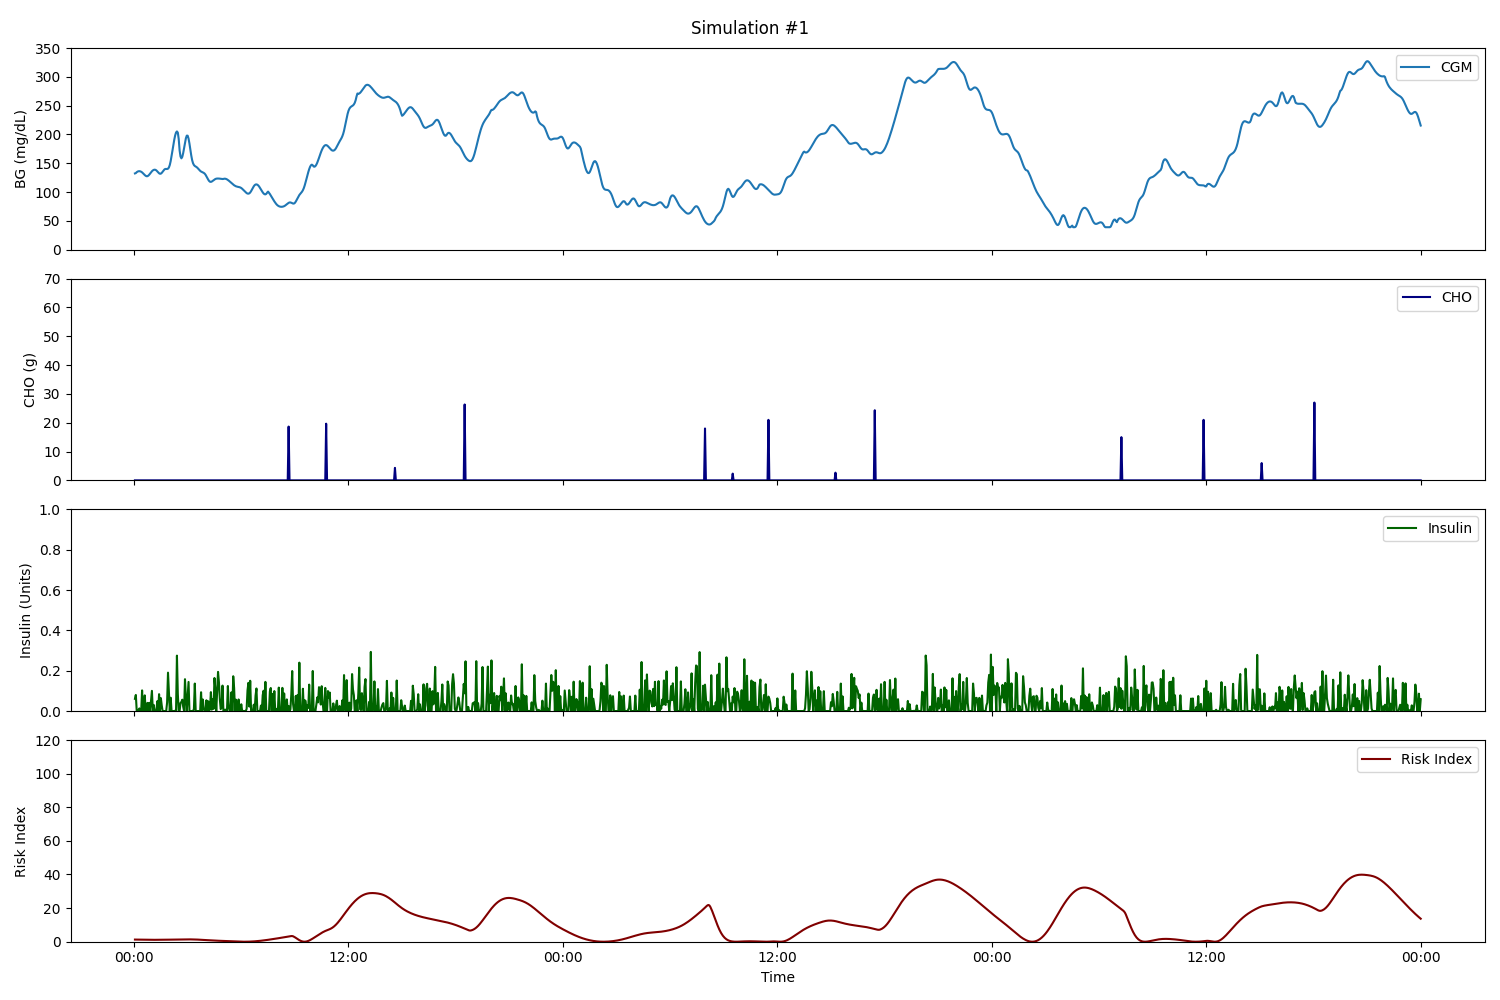 Simulation #1
350
300
250
200
150
100
50
0
BG (mg/dL)
CGM
70
60
50
40
30
20
10
0
CHO (g)
CHO
1.0
0.8
0.6
0.4
0.2
0.0
Insulin (Units)
Insulin
120
100
80
60
40
20
0
Risk Index
Risk Index
00:00 12:00 00:00 12:00 00:00 12:00 00:00
Time